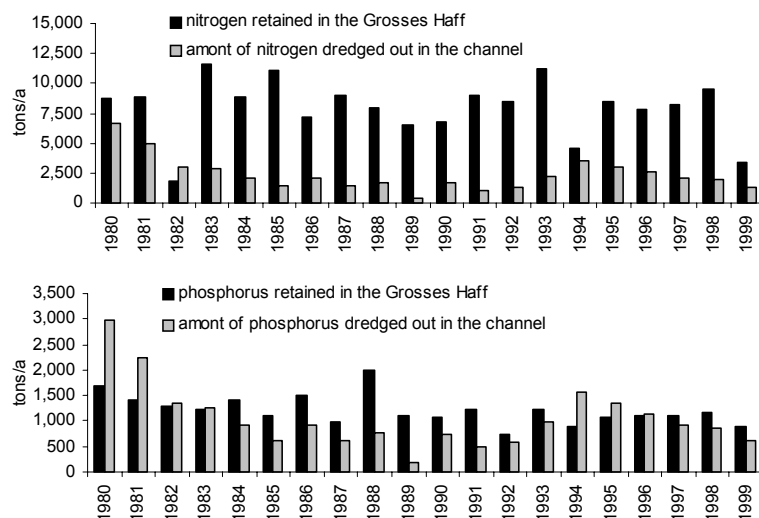 15,000
12,500
10,000
7,500
5,000
2,500
0
tons/a
nitrogen retained in the Grosses Haff
amont of nitrogen dredged out in the channel
1980 1981 1982 1983 1984 1985 1986 1987 1988 1989 1990 1991 1992 1993 1994 1995 1996 1997 1998 1999
3,500
3,000
2,500
2,000
1,500
1,000
500
0
tons/a
phosphorus retained in the Grosses Haff
amont of phosphorus dredged out in the channel
1980 1981 1982 1983 1984 1985 1986 1987 1988 1989 1990 1991 1992 1993 1994 1995 1996 1997 1998 1999